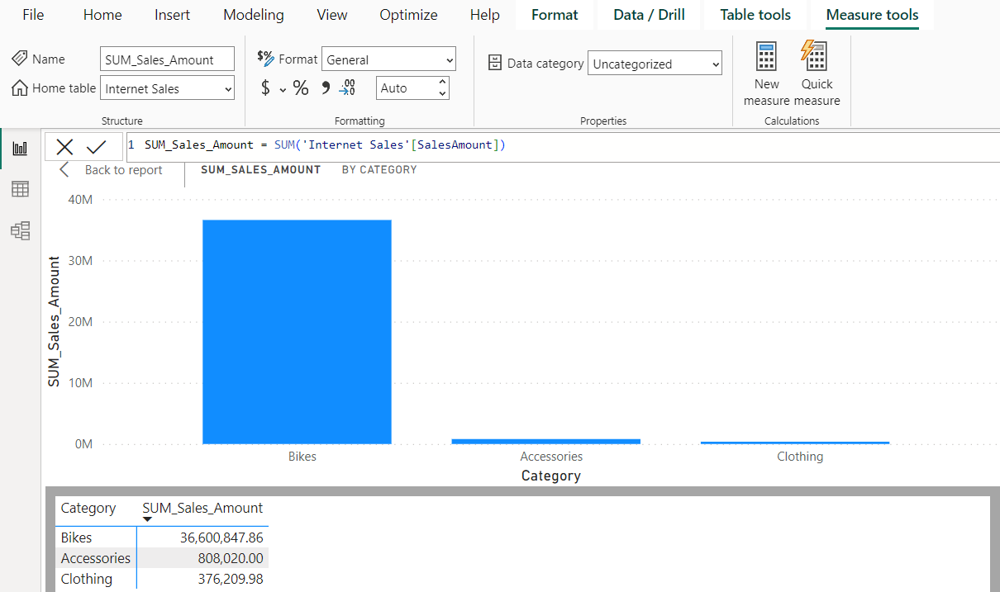 File Home Insert Modeling View Optimize Help Format Data / Drill Table tools Measure tools
Name SUM_Sales_Amount $% Format General Data category Uncategorized New measure Quick measure
Home table Internet Sales $ % , .00 Auto
Structure Formatting Properties Calculations
1 SUM_Sales_Amount = SUM('Internet Sales'[SalesAmount])
Back to report SUM_SALES_AMOUNT BY CATEGORY
SUM_Sales_Amount
40M
30M
20M
10M
0M
Bikes Accessories Clothing
Category
Category SUM_Sales_Amount
Bikes 36,600,847.86
Accessories 808,020.00
Clothing 376,209.98